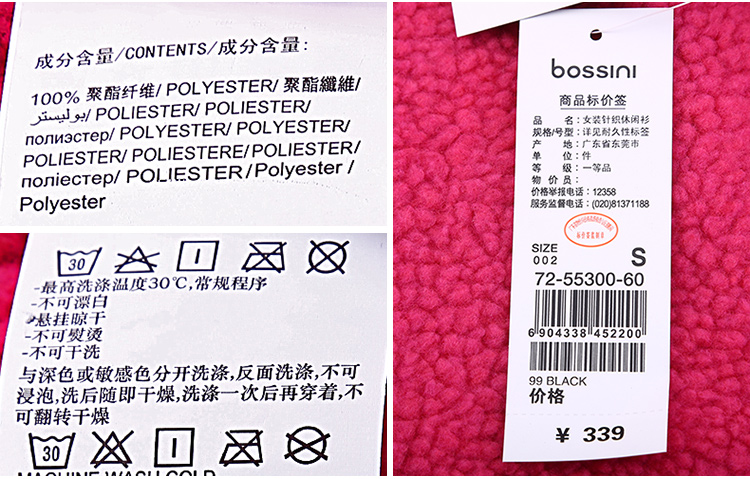 成分含量/CONTENTS/成分含量:
100% 聚酯纤维/ POLYESTER/ 聚酯纖維/
بوليستر/ POLIESTER/ POLIESTER/
полиэстер/ POLYESTER/ POLYESTER/
POLIESTER/ POLIESTERE/POLIESTER/
поліестер/ POLIESTER/Polyester /
Polyester
30
-最高洗涤温度30℃,常规程序
-不可漂白
-悬挂晾干
-不可熨烫
-不可干洗
与深色或敏感色分开洗涤,反面洗涤,不可
浸泡,洗后随即干燥,洗涤一次后再穿着,不
可翻转干燥
30
MACHINE WASH COLD
bossini
商品标价签
品 名: 女装针织休闲衫
规格/号型: 详见耐久性标签
产 地: 广东省东莞市
单 位: 件
等 级: 一等品
物 价 员:
价格举报电话: 12358
服务监督电话: (020)81371188
SIZE
002 S
72-55300-60
6 904338 452200
99 BLACK
价格
¥ 339